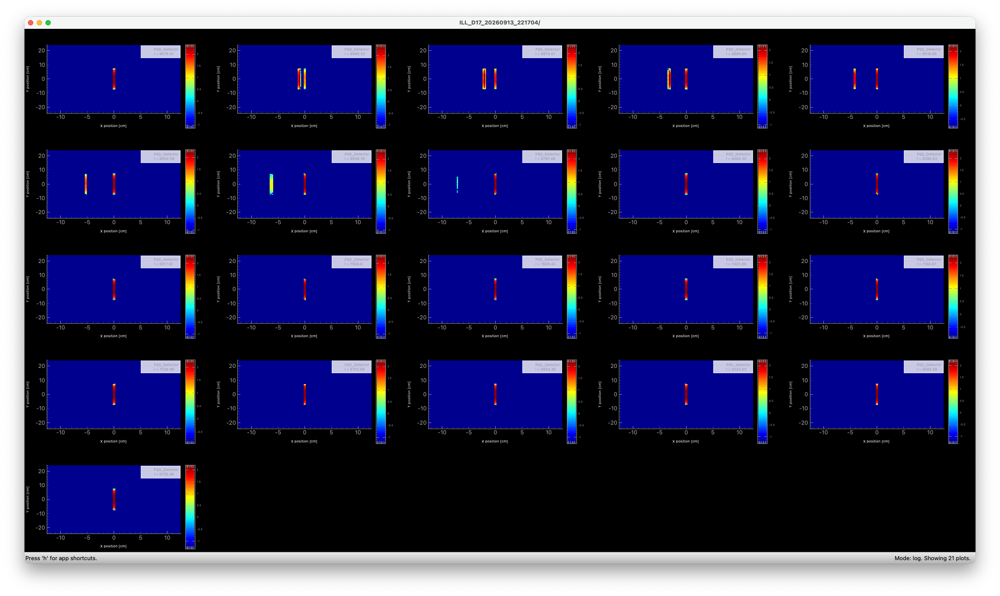 ILL_D17_20260913_221704/
PSD_Detector
I = 9076.31
Y position [cm]
20 10 0 -10 -20
-10 -5 0 5 10
X position [cm]
2 1.5 1 0.5 0 -0.5 -1
PSD_Detector
I = 8998.23
Y position [cm]
20 10 0 -10 -20
-10 -5 0 5 10
X position [cm]
2 1.5 1 0.5 0 -0.5 -1
PSD_Detector
I = 8974.01
Y position [cm]
20 10 0 -10 -20
-10 -5 0 5 10
X position [cm]
2 1.5 1 0.5 0 -0.5 -1
PSD_Detector
I = 8895.68
Y position [cm]
20 10 0 -10 -20
-10 -5 0 5 10
X position [cm]
2 1.5 1 0.5 0 -0.5 -1
PSD_Detector
I = 9016.95
Y position [cm]
20 10 0 -10 -20
-10 -5 0 5 10
X position [cm]
2 1.5 1 0.5 0 -0.5
PSD_Detector
I = 9002.09
Y position [cm]
20 10 0 -10 -20
-10 -5 0 5 10
X position [cm]
2 1.5 1 0.5 0 -0.5 -1
PSD_Detector
I = 8946.19
Y position [cm]
20 10 0 -10 -20
-10 -5 0 5 10
X position [cm]
2 1.5 1 0.5 0 -0.5 -1
PSD_Detector
I = 8797.46
Y position [cm]
20 10 0 -10 -20
-10 -5 0 5 10
X position [cm]
2 1.5 1 0.5 0 -0.5 -1
PSD_Detector
I = 8465.35
Y position [cm]
20 10 0 -10 -20
-10 -5 0 5 10
X position [cm]
2 1.5 1 0.5 0 -0.5 -1
PSD_Detector
I = 8286.63
Y position [cm]
20 10 0 -10 -20
-10 -5 0 5 10
X position [cm]
2 1.5 1 0.5 0 -0.5 -1
PSD_Detector
I = 8017.51
Y position [cm]
20 10 0 -10 -20
-10 -5 0 5 10
X position [cm]
2 1.5 1 0.5 0 -0.5 -1
PSD_Detector
I = 7856.6
Y position [cm]
20 10 0 -10 -20
-10 -5 0 5 10
X position [cm]
2 1.5 1 0.5 0 -0.5 -1
PSD_Detector
I = 7659.45
Y position [cm]
20 10 0 -10 -20
-10 -5 0 5 10
X position [cm]
2 1.5 1 0.5 0 -0.5 -1
PSD_Detector
I = 7423.88
Y position [cm]
20 10 0 -10 -20
-10 -5 0 5 10
X position [cm]
2 1.5 1 0.5 0 -0.5 -1
PSD_Detector
I = 7186.97
Y position [cm]
20 10 0 -10 -20
-10 -5 0 5 10
X position [cm]
2 1.5 1 0.5 0 -0.5
PSD_Detector
I = 7034.99
Y position [cm]
20 10 0 -10 -20
-10 -5 0 5 10
X position [cm]
2 1.5 1 0.5 0 -0.5
PSD_Detector
I = 6752.89
Y position [cm]
20 10 0 -10 -20
-10 -5 0 5 10
X position [cm]
2 1.5 1 0.5 0 -0.5 -1
PSD_Detector
I = 6654.36
Y position [cm]
20 10 0 -10 -20
-10 -5 0 5 10
X position [cm]
2 1.5 1 0.5 0 -0.5 -1
PSD_Detector
I = 6224.82
Y position [cm]
20 10 0 -10 -20
-10 -5 0 5 10
X position [cm]
2 1.5 1 0.5 0 -0.5 -1
PSD_Detector
I = 6065.68
Y position [cm]
20 10 0 -10 -20
-10 -5 0 5 10
X position [cm]
2 1.5 1 0.5 0 -0.5 -1
PSD_Detector
I = 5735.46
Y position [cm]
20 10 0 -10 -20
-10 -5 0 5 10
X position [cm]
2 1.5 1 0.5 0 -0.5 -1
Press 'h' for app shortcuts.
Mode: log. Showing 21 plots.